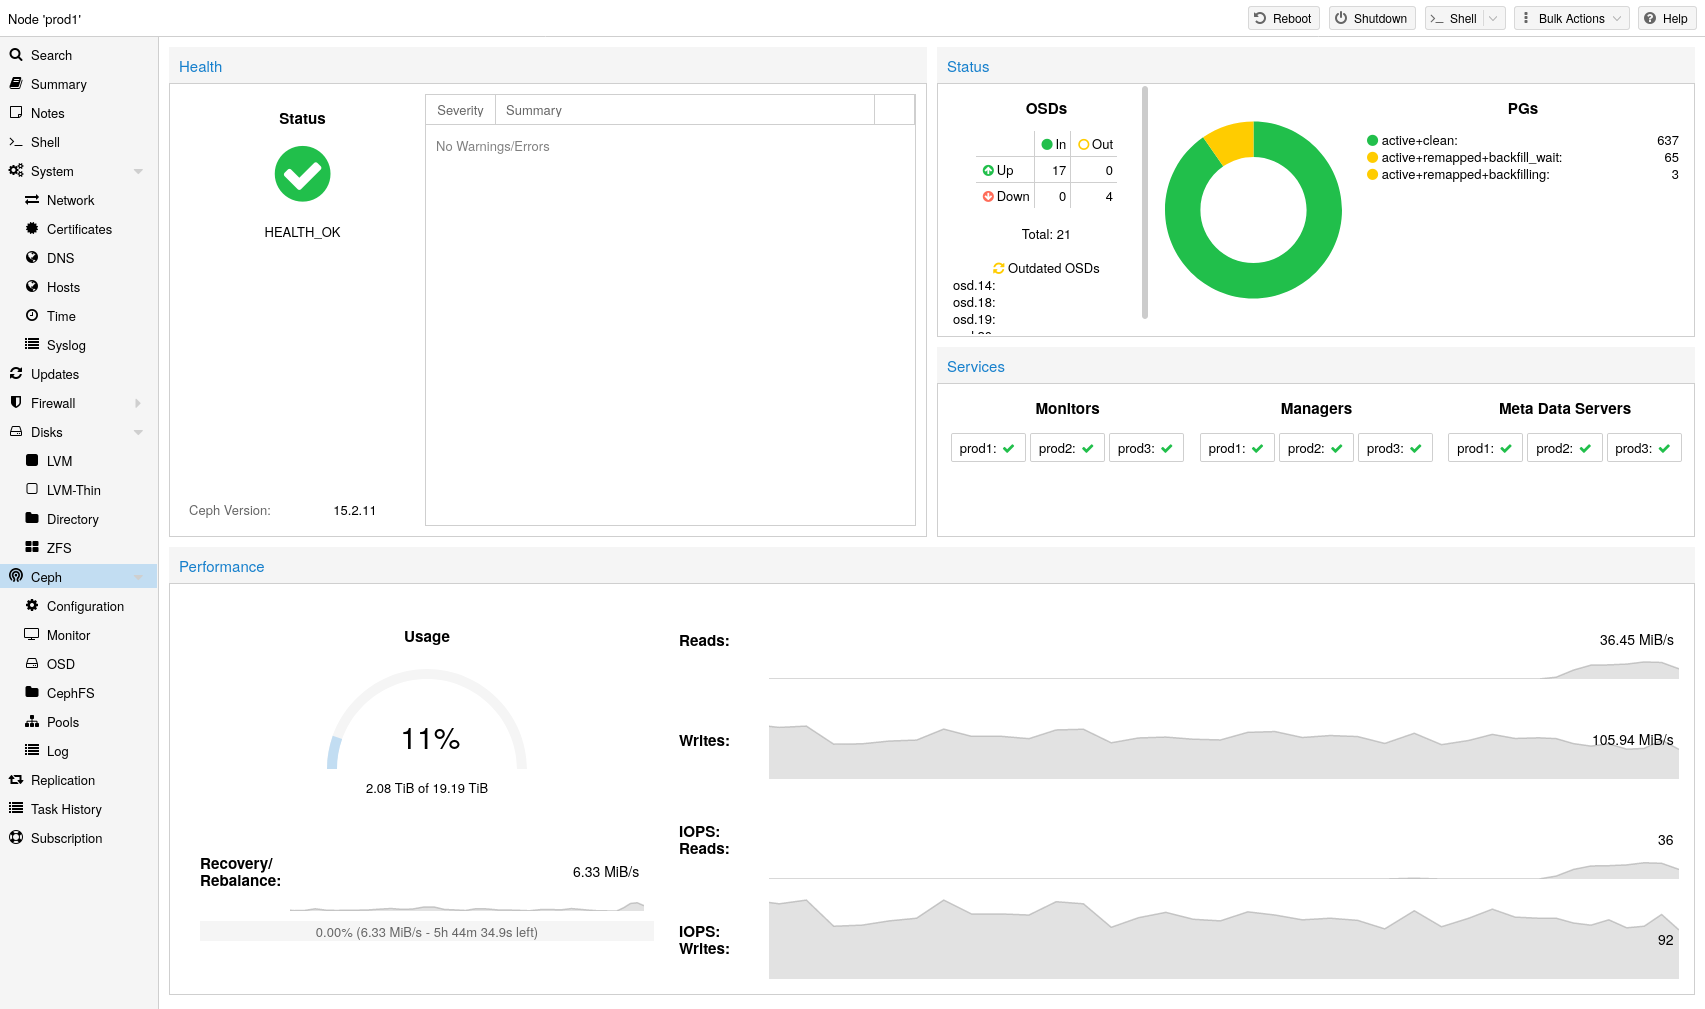 Node 'prod1'
Reboot
Shutdown
Shell
Bulk Actions
Help
Search
Summary
Notes
Shell
System
Network
Certificates
DNS
Hosts
Time
Syslog
Updates
Firewall
Disks
LVM
LVM-Thin
Directory
ZFS
Ceph
Configuration
Monitor
OSD
CephFS
Pools
Log
Replication
Task History
Subscription
Health
Status
HEALTH_OK
Ceph Version: 15.2.11
Severity Summary
No Warnings/Errors
Status
OSDs
In Out
Up 17 0
Down 0 4
Total: 21
Outdated OSDs
osd.14:
osd.18:
osd.19:
PGs
active+clean: 637
active+remapped+backfill_wait: 65
active+remapped+backfilling: 3
Services
Monitors
prod1: prod2: prod3:
Managers
prod1: prod2: prod3:
Meta Data Servers
prod1: prod2: prod3:
Performance
Usage
11%
2.08 TiB of 19.19 TiB
Recovery/
Rebalance:
6.33 MiB/s
0.00% (6.33 MiB/s - 5h 44m 34.9s left)
Reads: 36.45 MiB/s
Writes: 105.94 MiB/s
IOPS:
Reads:
36
IOPS:
Writes:
92